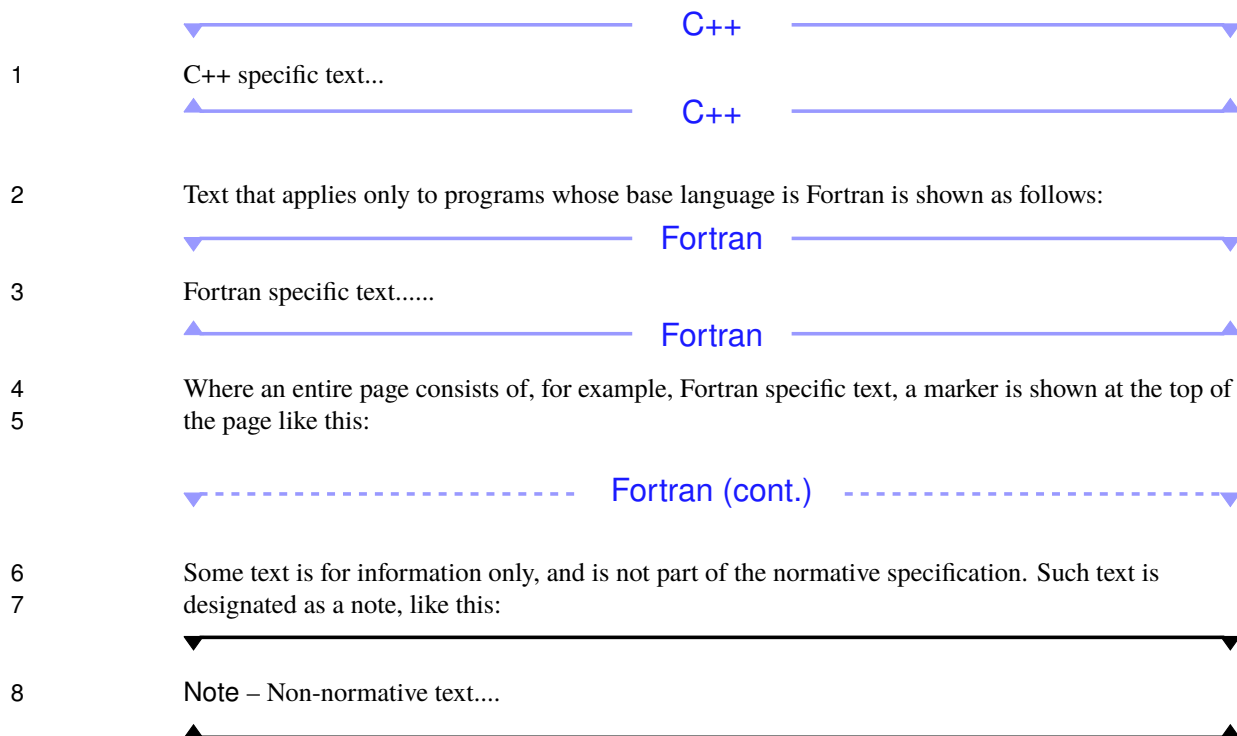 C++
1 C++ specific text...
C++
2 Text that applies only to programs whose base language is Fortran is shown as follows:
Fortran
3 Fortran specific text......
Fortran
4 Where an entire page consists of, for example, Fortran specific text, a marker is shown at the top of
5 the page like this:
Fortran (cont.)
6 Some text is for information only, and is not part of the normative specification. Such text is
7 designated as a note, like this:
8 Note – Non-normative text....